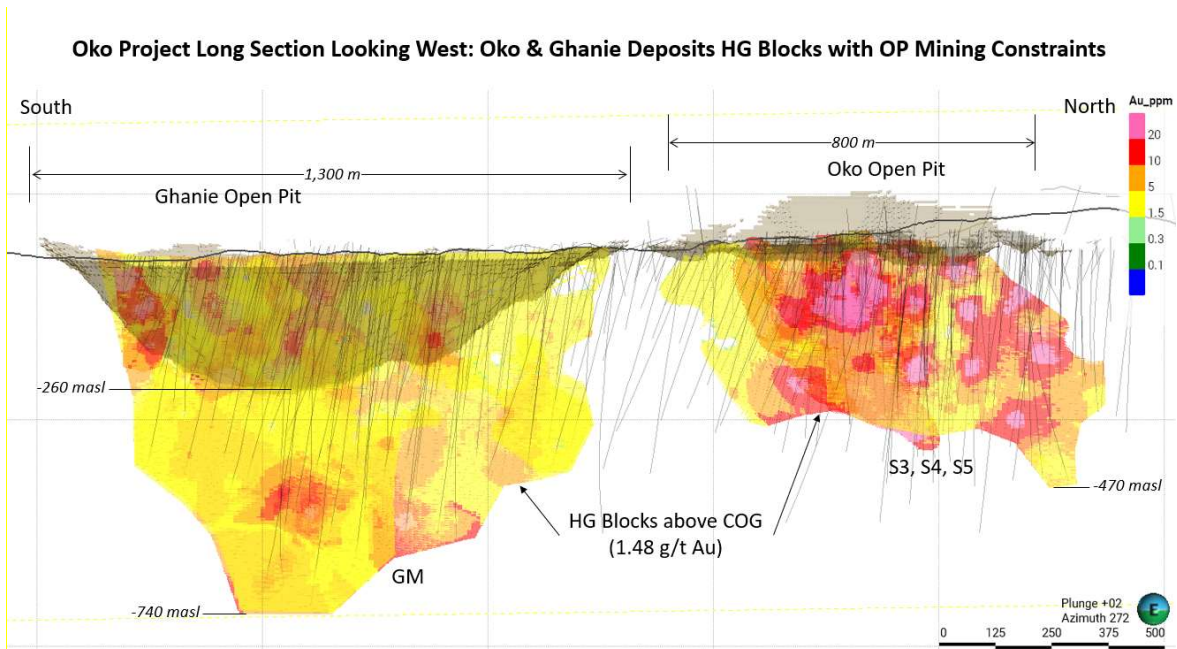 Oko Project Long Section Looking West: Oko & Ghanie Deposits HG Blocks with OP Mining Constraints
South
North
Au_ppm
20
10
5
1.5
0.3
0.1
1,300 m
Ghanie Open Pit
800 m
Oko Open Pit
-260 masl
S3, S4, S5
-470 masl
HG Blocks above COG
(1.48 g/t Au)
GM
-740 masl
Plunge +02
Azimuth 272
E
0 125 250 375 500